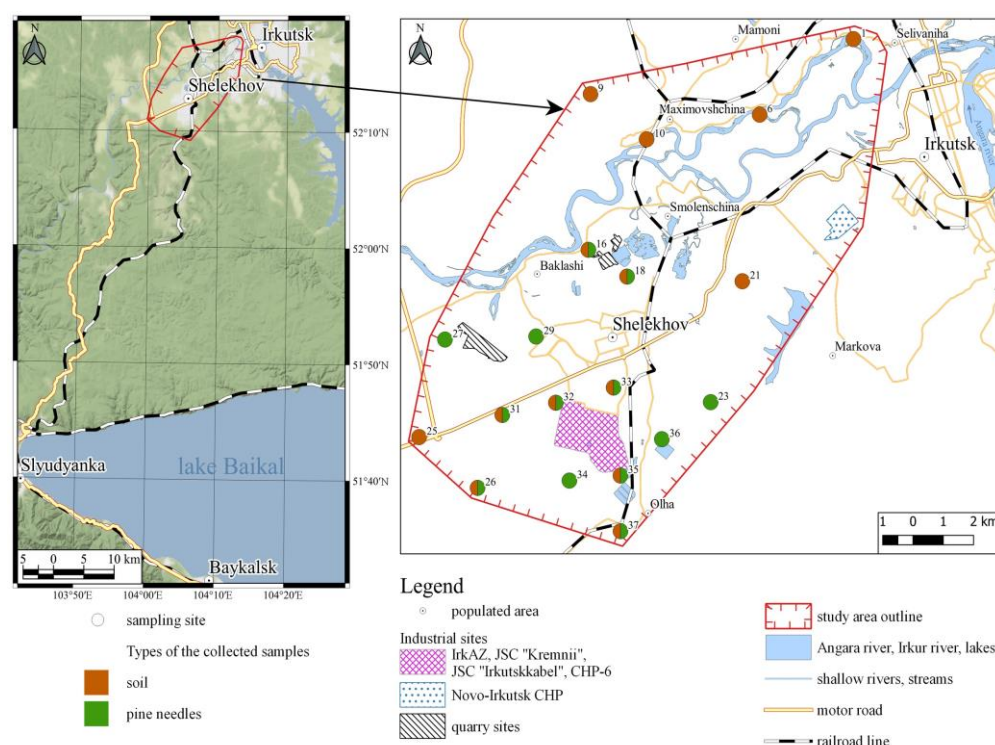 N
Irkutsk
Shelekhov
52°10'N
52°00'N
51°50'N
51°40'N
Slyudyanka
lake Baikal
Baykalsk
5 0 5 10 km
103°50'E 104°00'E 104°10'E 104°20'E
N
Mamoni
1
Selivaniha
9
Maximovshchina
6
10
Irkutsk
Angara river
Smolenschina
16
Baklashi
18
21
27
29
Shelekhov
Markova
33
32
23
31
25
36
35
34
26
Olha
37
1 0 1 2 km
sampling site
Types of the collected samples
soil
pine needles
Legend
populated area
Industrial sites
IrkAZ, JSC "Kremnii",
JSC "Irkutskkabel", CHP-6
Novo-Irkutsk CHP
quarry sites
study area outline
Angara river, Irkur river, lakes
shallow rivers, streams
motor road
railroad line